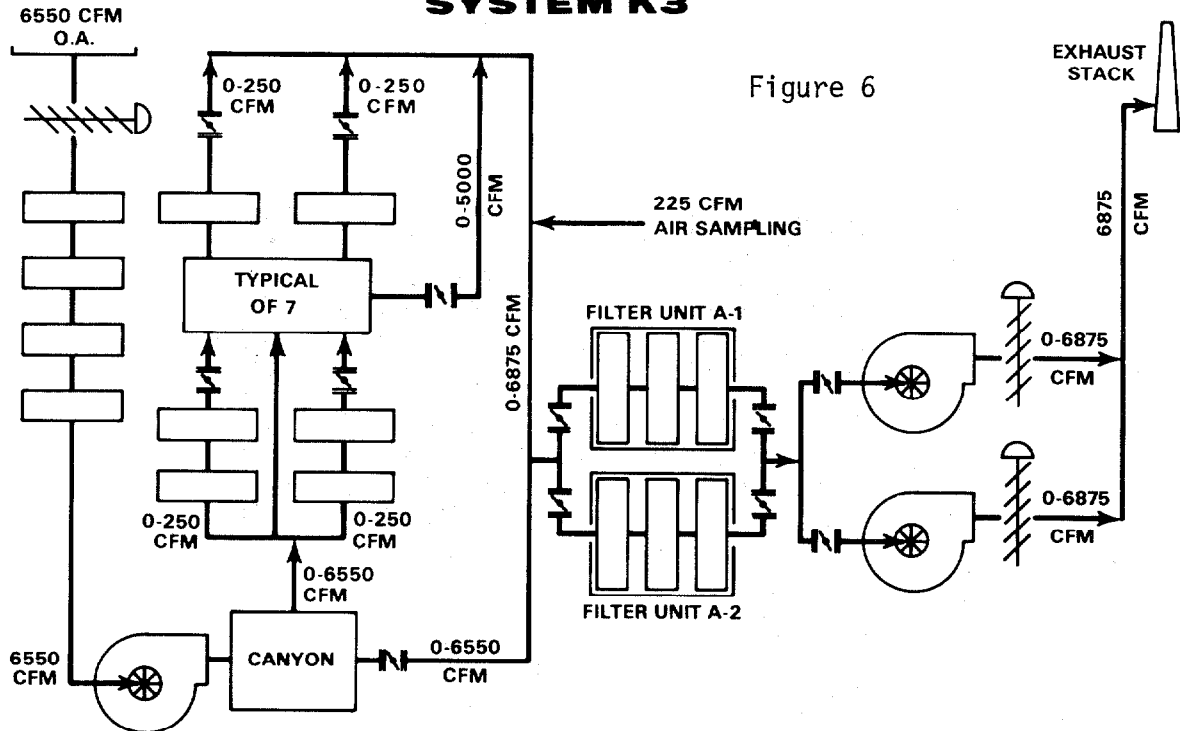 SYSTEM K3
6550 CFM
O.A.
Figure 6
EXHAUST
STACK
0-250
CFM
0-250
CFM
0-5000
CFM
225 CFM
AIR SAMPLING
6875
CFM
TYPICAL
OF 7
0-6875 CFM
FILTER UNIT A-1
0-6875
CFM
0-250
CFM
0-250
CFM
0-6550
CFM
FILTER UNIT A-2
0-6875
CFM
6550
CFM
CANYON
0-6550
CFM